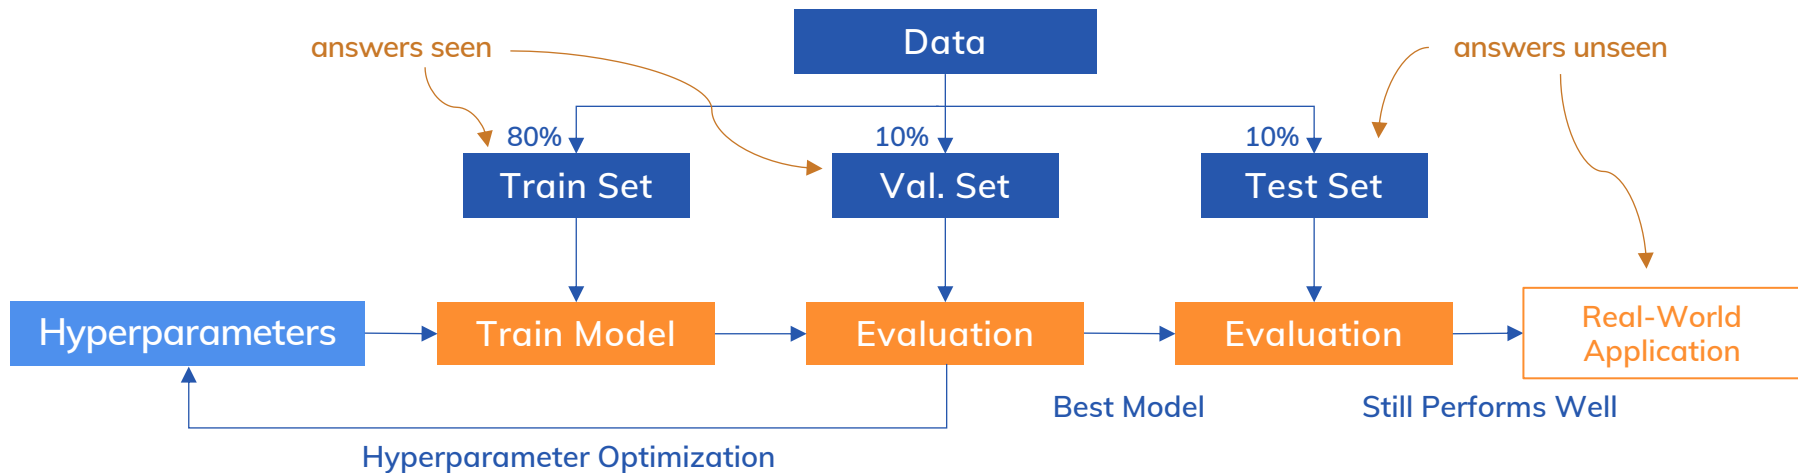 Data
answers seen
answers unseen
80%
10%
10%
Train Set
Val. Set
Test Set
Hyperparameters
Train Model
Evaluation
Evaluation
Real-World
Application
Best Model
Still Performs Well
Hyperparameter Optimization